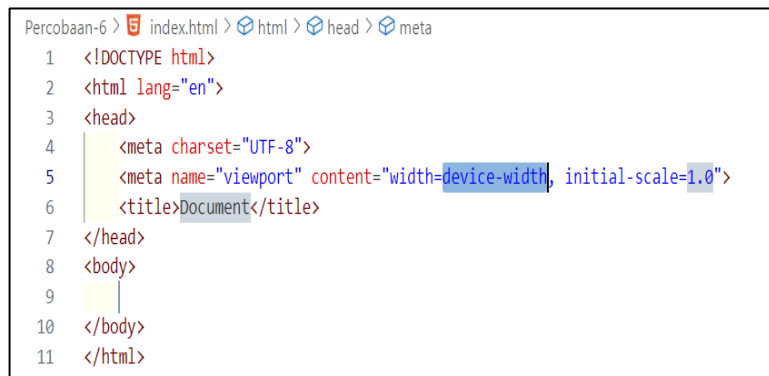 Percobaan-6 > index.html > html > head > meta
1 <!DOCTYPE html>
2 <html lang="en">
3 <head>
4     <meta charset="UTF-8">
5     <meta name="viewport" content="width=device-width, initial-scale=1.0">
6     <title>Document</title>
7 </head>
8 <body>
9
10 </body>
11 </html>